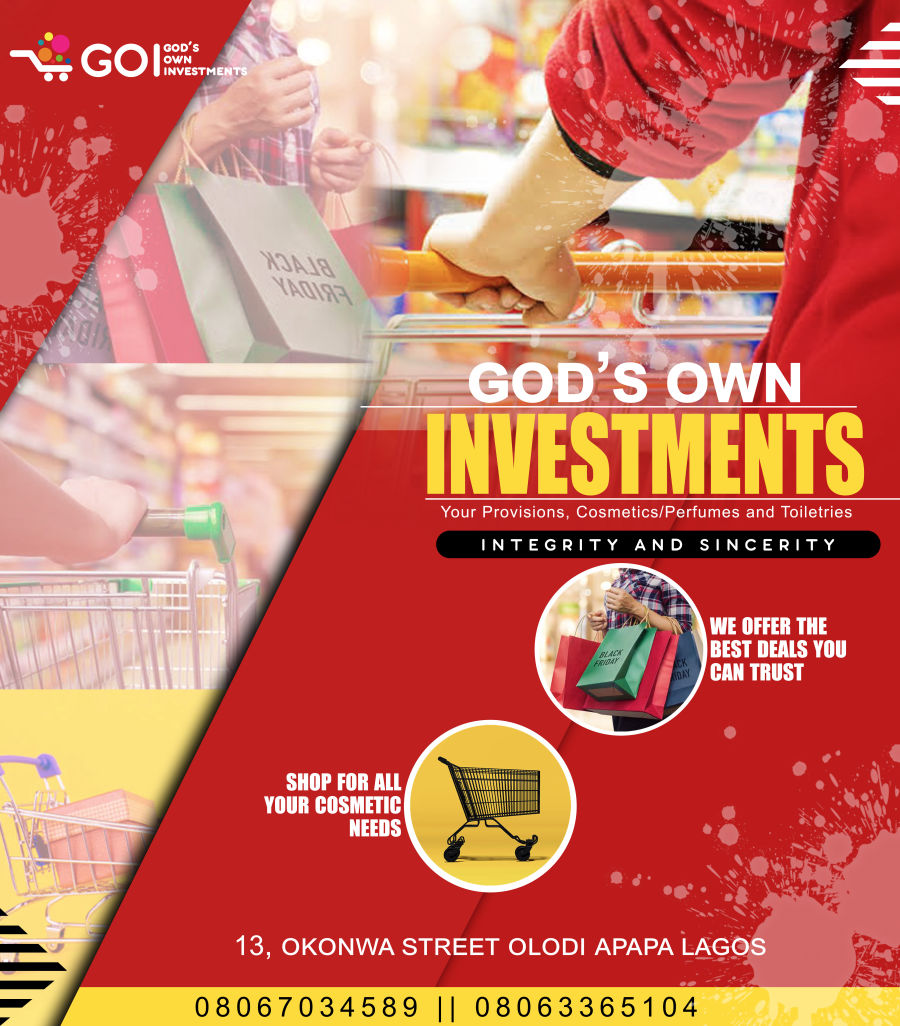 GOI
GOD'S
OWN
INVESTMENTS
BLACK
FRIDAY
GOD'S OWN
INVESTMENTS
Your Provisions, Cosmetics/Perfumes and Toiletries
INTEGRITY AND SINCERITY
BLACK
FRIDAY
WE OFFER THE
BEST DEALS YOU
CAN TRUST
SHOP FOR ALL
YOUR COSMETIC
NEEDS
13, OKONWA STREET OLODI APAPA LAGOS
08067034589 || 08063365104